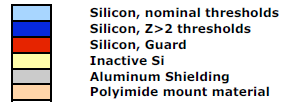 Silicon, nominal thresholds
Silicon, Z>2 thresholds
Silicon, Guard
Inactive Si
Aluminum Shielding
Polyimide mount material